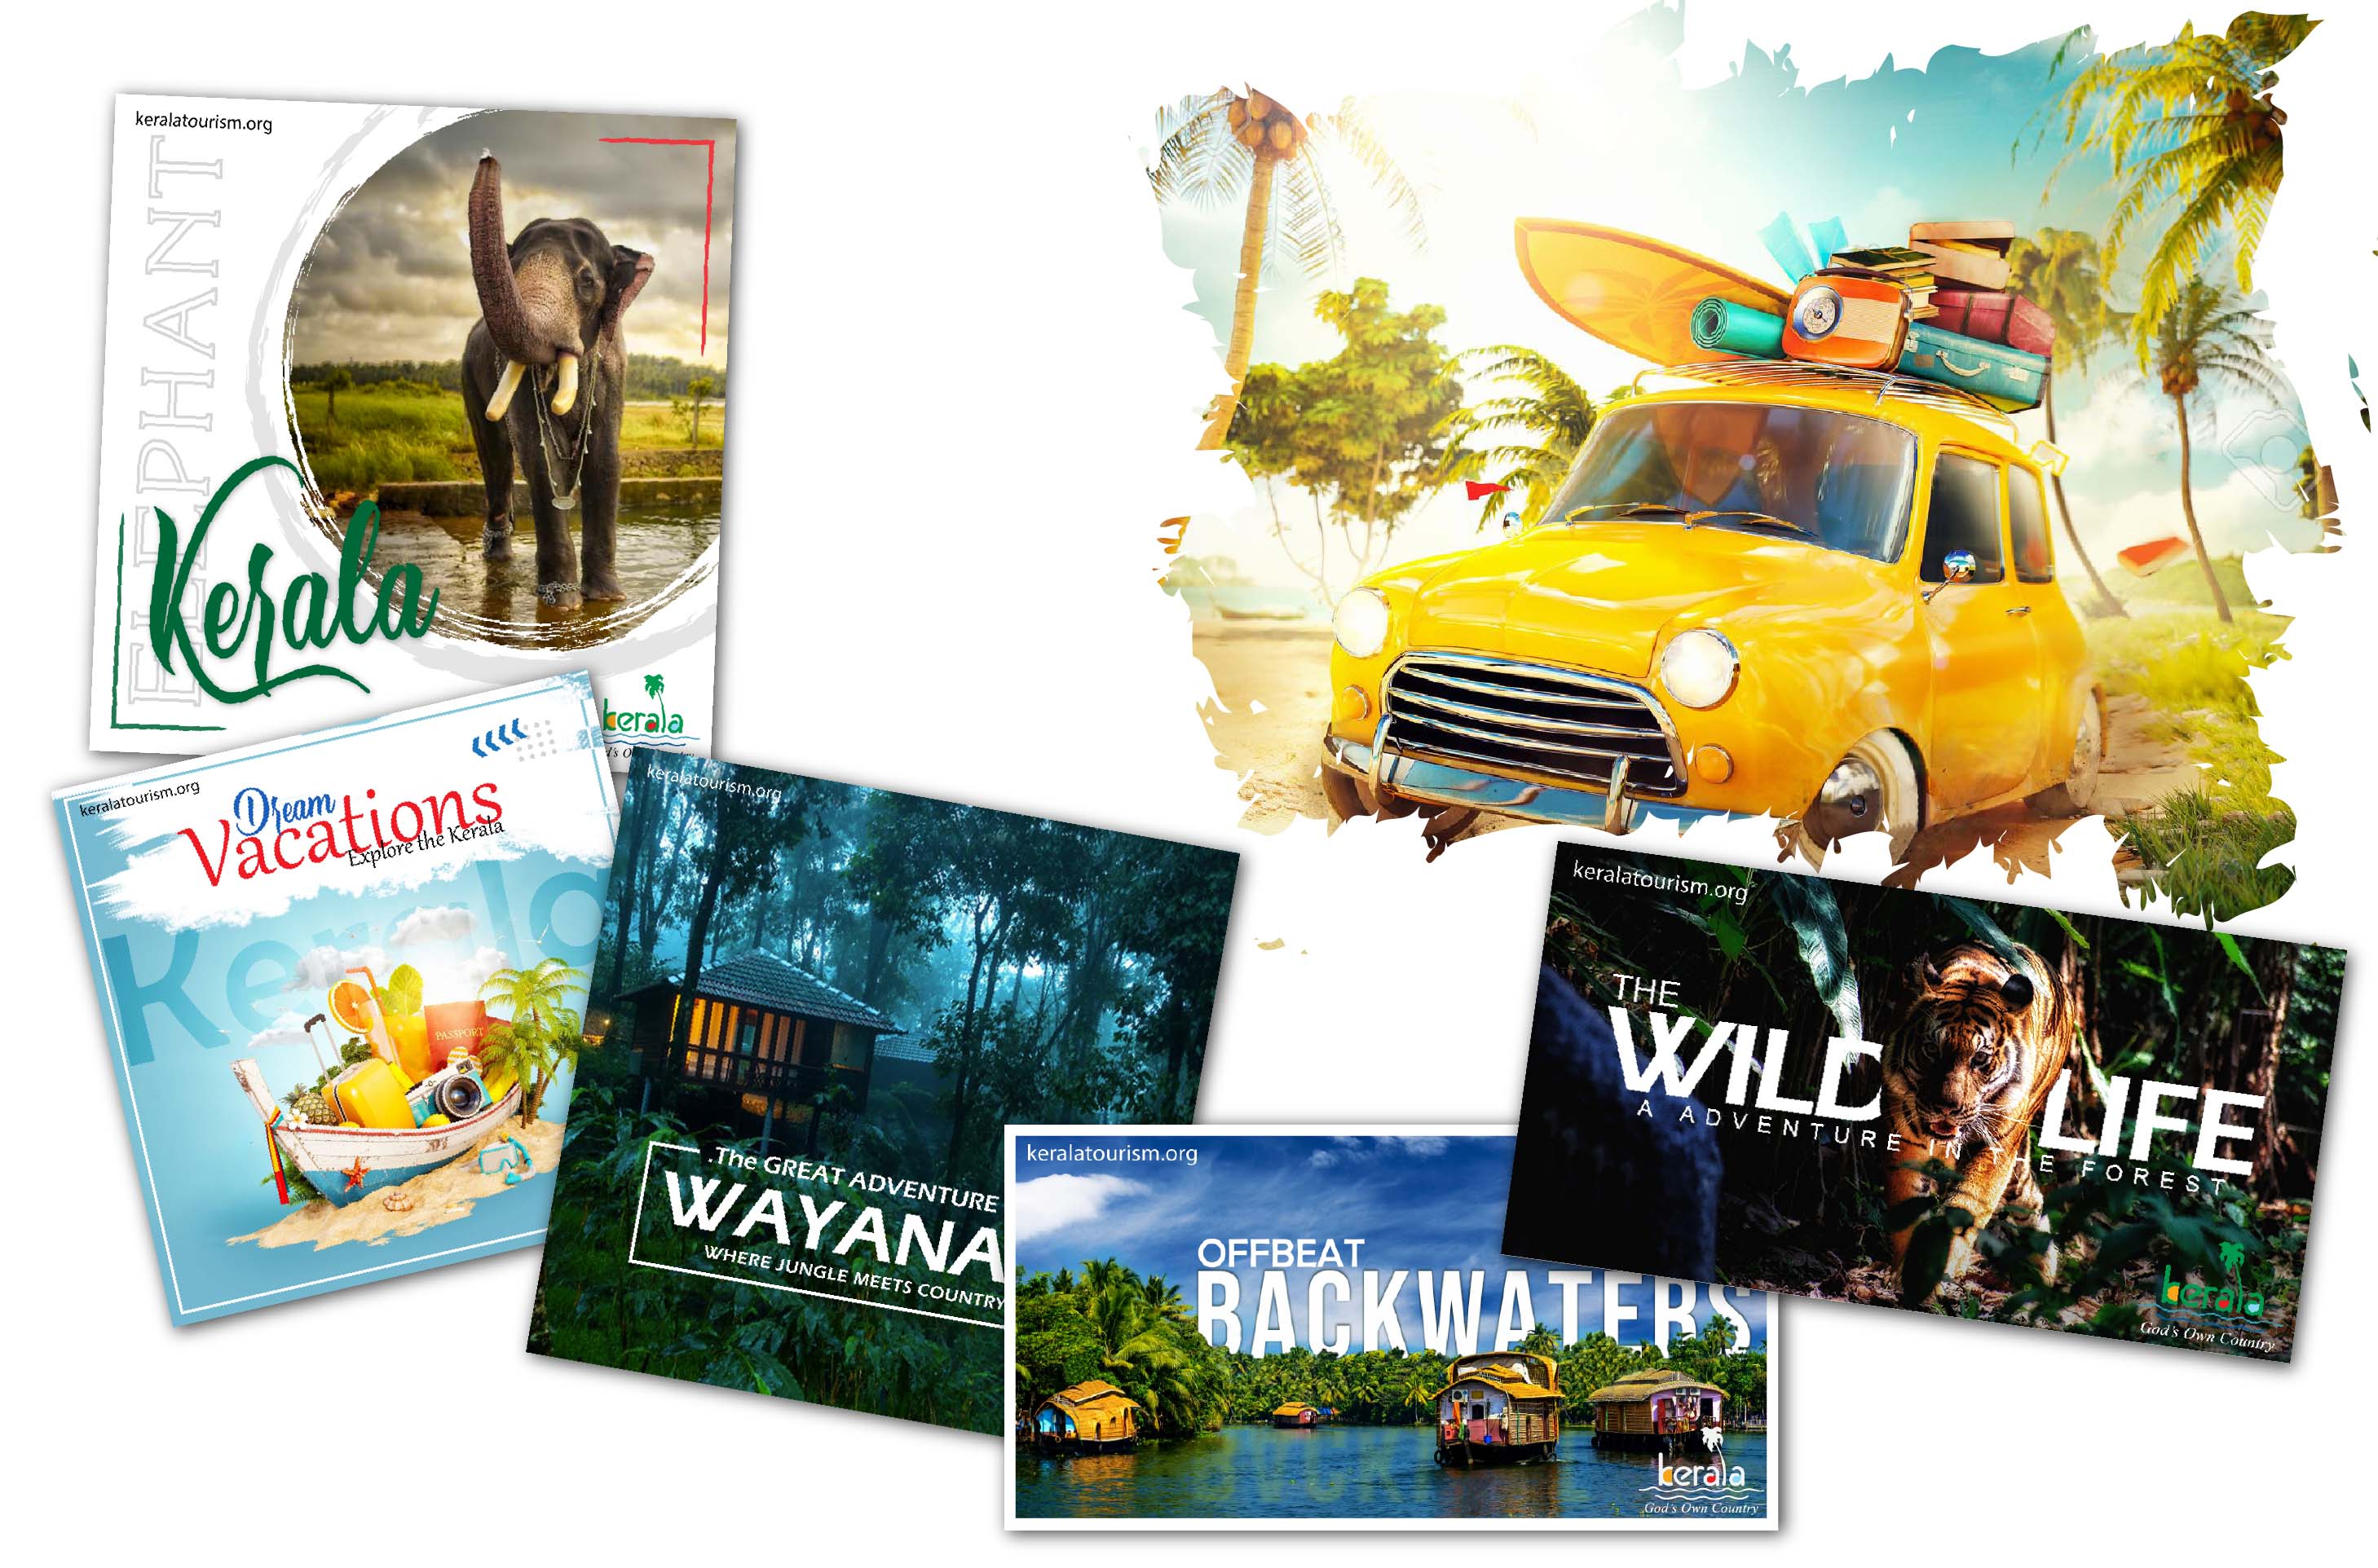 keralatourism.org
ELEPHANT
Kerala
kerala
keralatourism.org
Dream
Vacations
Explore the Kerala
Kerala
PASSPORT
keralatourism.org
.The GREAT ADVENTURE
WAYANA
WHERE JUNGLE MEETS COUNTRY
keralatourism.org
OFFBEAT
BACKWATERS
kerala
God's Own Country
keralatourism.org
THE
WILD LIFE
A ADVENTURE IN THE FOREST
kerala
God's Own Country